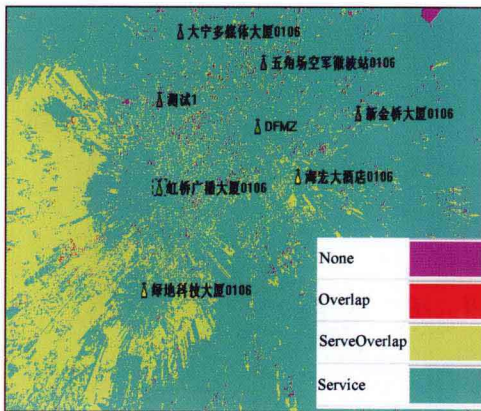 大宁多媒体大厦0106
五角场空军微波站0106
测试1
新金桥大厦0106
DFMZ
虹桥广播大厦0106
海宏大酒店0106
绿地科技大厦0106
None
Overlap
ServeOverlap
Service